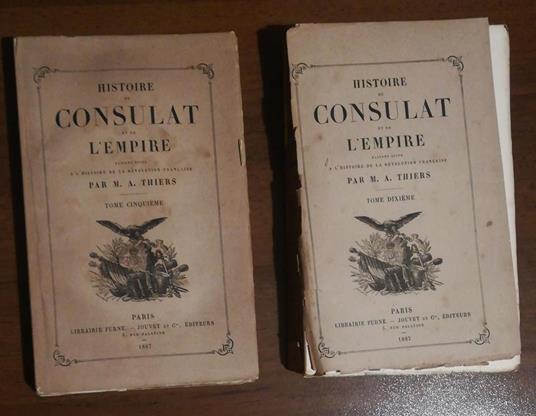 HISTOIRE
DU
CONSULAT
ET DE
L'EMPIRE
FAISANT SUITE
A L'HISTOIRE DE LA RÉVOLUTION FRANÇAISE
PAR M. A. THIERS
TOME CINQUIÈME
PARIS
LIBRAIRIE FURNE. — JOUVET ET Cie, ÉDITEURS
5, RUE PALATINE
1887
HISTOIRE
DU
CONSULAT
ET DE
L'EMPIRE
FAISANT SUITE
A L'HISTOIRE DE LA RÉVOLUTION FRANÇAISE
PAR M. A. THIERS
TOME DIXIÈME
PARIS
LIBRAIRIE FURNE. — JOUVET ET Cie, ÉDITEURS
5, RUE PALATINE